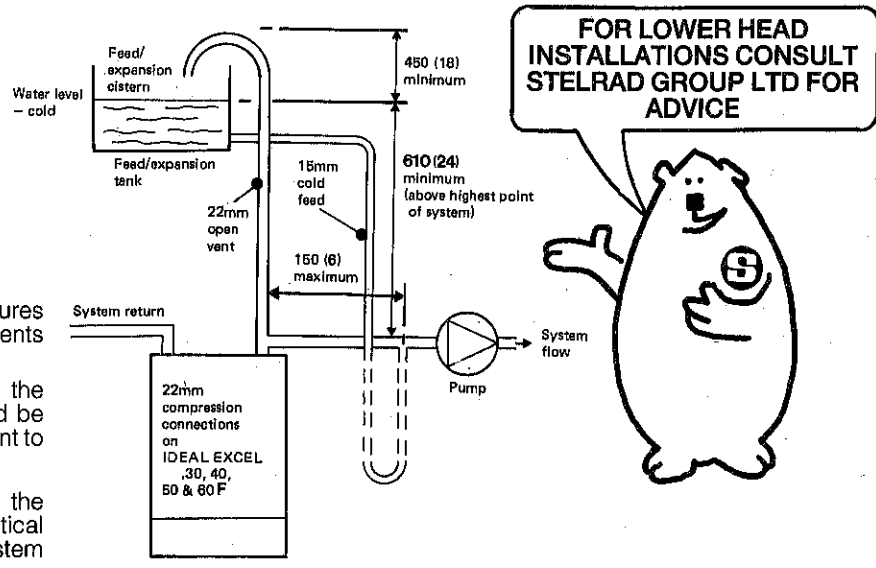 Feed/
expansion
cistern
Water level
– cold
Feed/expansion
tank
22mm
open
vent
15mm
cold
feed
450 (18)
minimum
610 (24)
minimum
(above highest point
of system)
150 (6)
maximum
System return
System
flow
Pump
22mm
compression
connections
on
IDEAL EXCEL
,30, 40,
50 & 60 F
FOR LOWER HEAD
INSTALLATIONS CONSULT
STELRAD GROUP LTD FOR
ADVICE
S
ures
ents
the
d be
nt to
the
tical
stem